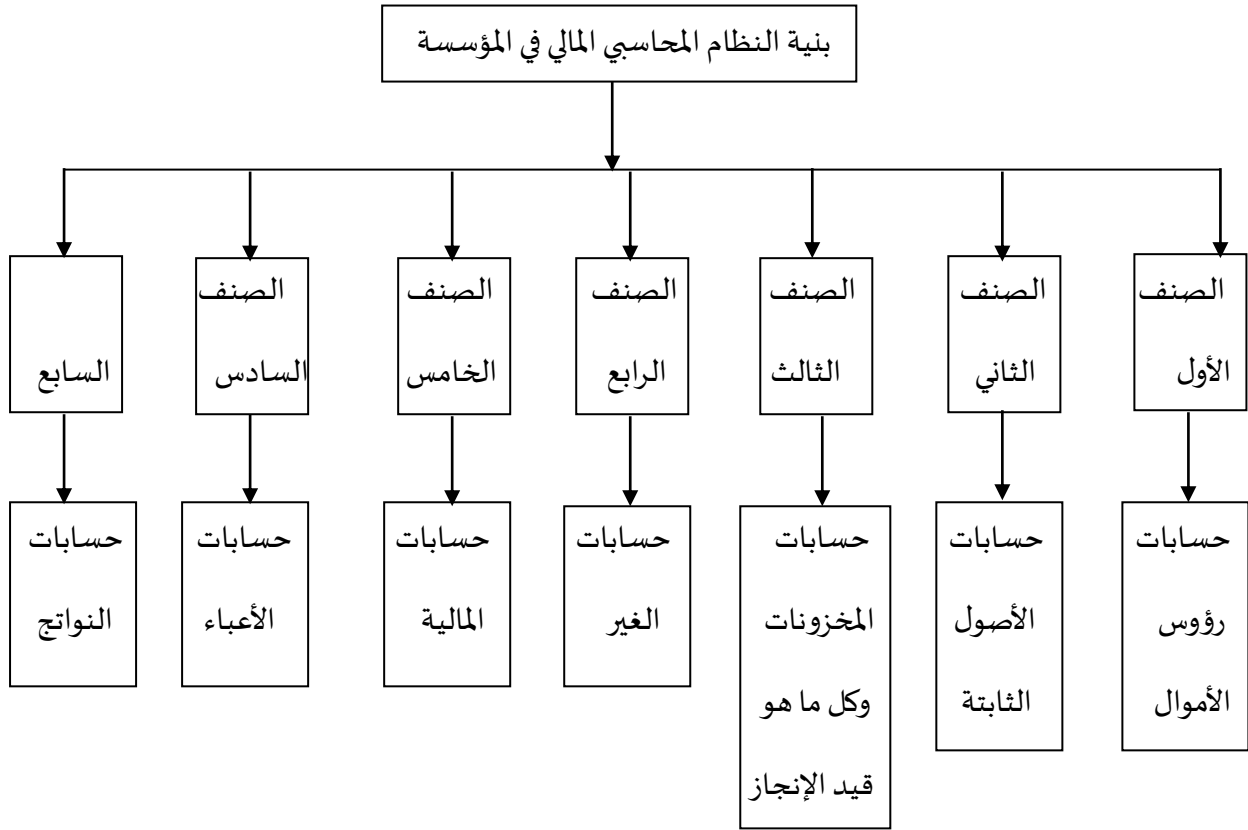 بنية النظام المحاسبي المالي في المؤسسة
الصنف
الأول
الصنف
الثاني
الصنف
الثالث
الصنف
الرابع
الصنف
الخامس
الصنف
السادس
السابع
حسابات
رؤوس
الأموال
حسابات
الأصول
الثابتة
حسابات
المخزونات
وكل ما هو
قيد الإنجاز
حسابات
الغير
حسابات
المالية
حسابات
الأعباء
حسابات
النواتج